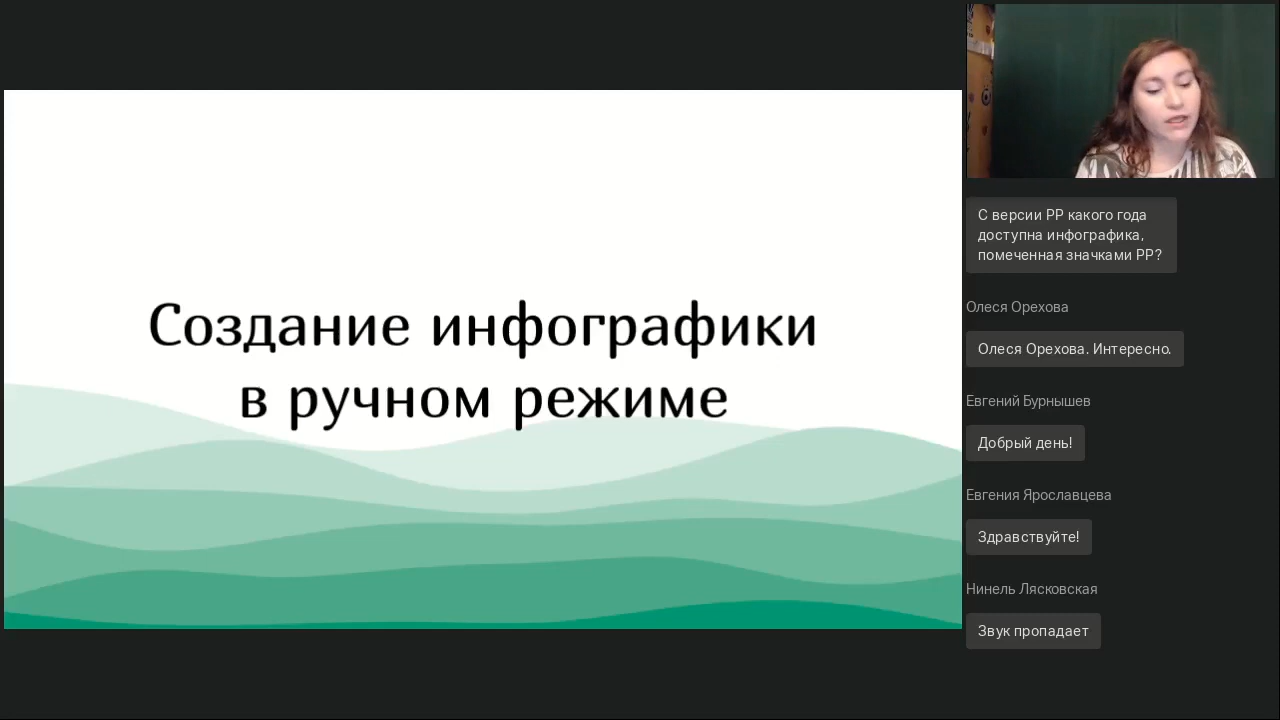 Создание инфографики
в ручном режиме
С версии PP какого года
доступна инфографика,
помеченная значками PP?
Олеся Орехова
Олеся Орехова. Интересно.
Евгений Бурнышев
Добрый день!
Евгения Ярославцева
Здравствуйте!
Нинель Лясковская
Звук пропадает